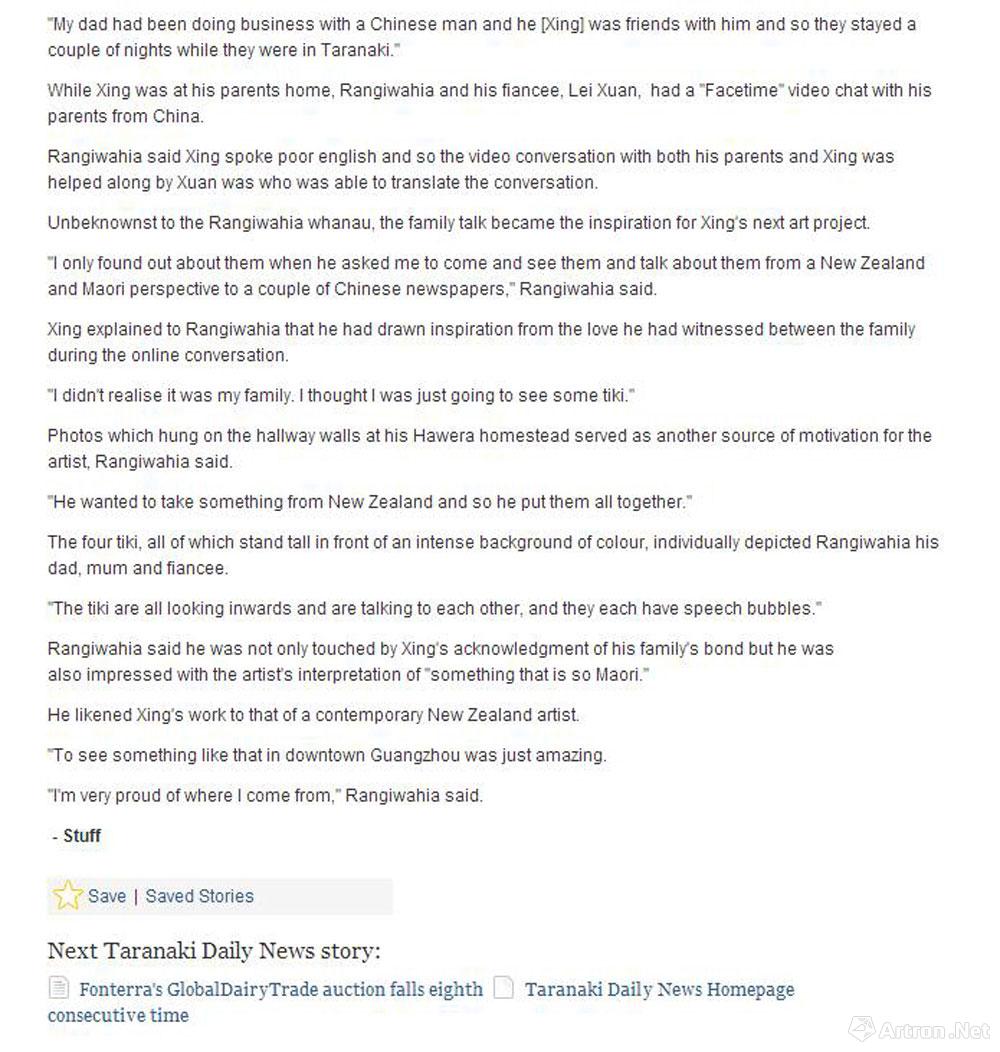 "My dad had been doing business with a Chinese man and he [Xing] was friends with him and so they stayed a
couple of nights while they were in Taranaki."
While Xing was at his parents home, Rangiwahia and his fiancee, Lei Xuan, had a "Facetime" video chat with his
parents from China.
Rangiwahia said Xing spoke poor english and so the video conversation with both his parents and Xing was
helped along by Xuan was who was able to translate the conversation.
Unbeknownst to the Rangiwahia whanau, the family talk became the inspiration for Xing's next art project.
"I only found out about them when he asked me to come and see them and talk about them from a New Zealand
and Maori perspective to a couple of Chinese newspapers," Rangiwahia said.
Xing explained to Rangiwahia that he had drawn inspiration from the love he had witnessed between the family
during the online conversation.
"I didn't realise it was my family. I thought I was just going to see some tiki."
Photos which hung on the hallway walls at his Hawera homestead served as another source of motivation for the
artist, Rangiwahia said.
"He wanted to take something from New Zealand and so he put them all together."
The four tiki, all of which stand tall in front of an intense background of colour, individually depicted Rangiwahia his
dad, mum and fiancee.
"The tiki are all looking inwards and are talking to each other, and they each have speech bubbles."
Rangiwahia said he was not only touched by Xing's acknowledgment of his family's bond but he was
also impressed with the artist's interpretation of "something that is so Maori."
He likened Xing's work to that of a contemporary New Zealand artist.
"To see something like that in downtown Guangzhou was just amazing.
"I'm very proud of where I come from," Rangiwahia said.
- Stuff
Save | Saved Stories
Next Taranaki Daily News story:
Fonterra's GlobalDairyTrade auction falls eighth
consecutive time
Taranaki Daily News Homepage
Artron.Net